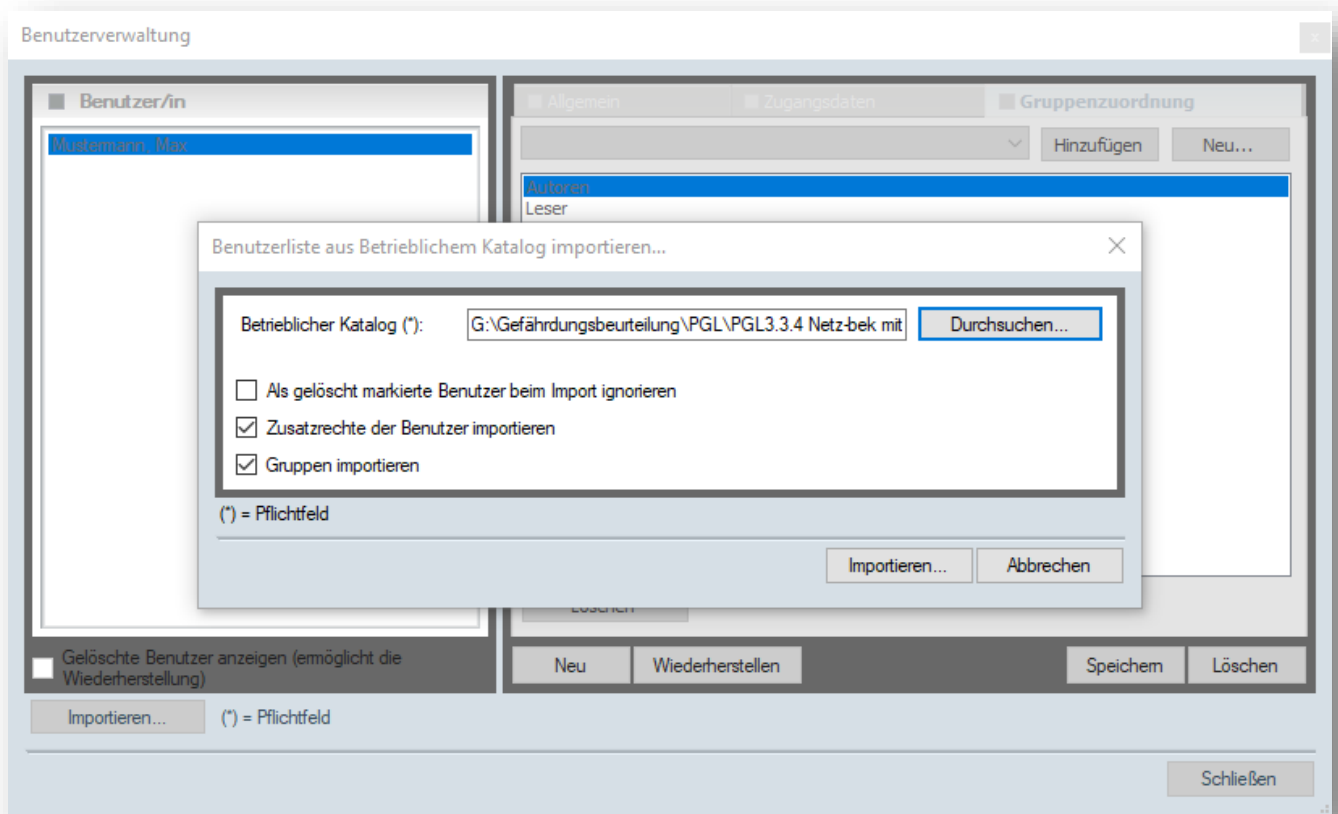 Benutzerverwaltung
x
Benutzer/in
Allgemein
Zugangsdaten
Gruppenzuordnung
Mustermann, Max
Hinzufügen
Neu...
Autoren
Leser
Benutzerliste aus Betrieblichem Katalog importieren...
Betrieblicher Katalog (*):
G:\Gefährdungsbeurteilung\PGL\PGL3.3.4 Netz-bek mit
Durchsuchen...
Als gelöscht markierte Benutzer beim Import ignorieren
Zusatzrechte der Benutzer importieren
Gruppen importieren
(*) = Pflichtfeld
Importieren...
Abbrechen
Löschen
Gelöschte Benutzer anzeigen (ermöglicht die
Wiederherstellung)
Neu
Wiederherstellen
Speichern
Löschen
Importieren...
(*) = Pflichtfeld
Schließen